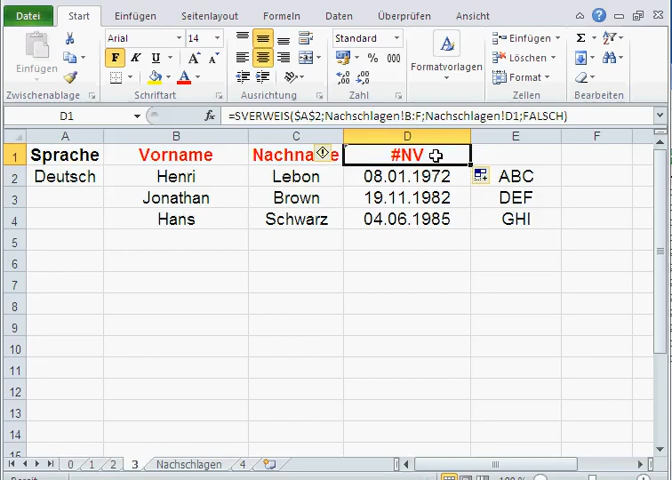 Datei Start Einfügen Seitenlayout Formeln Daten Überprüfen Ansicht
Einfügen
Zwischenablage
Arial 14
F K U
Schriftart
Ausrichtung
Standard
% 000
Zahl
Formatvorlagen
Einfügen
Löschen
Format
Zellen
Bearbeiten
D1 fx =SVERWEIS($A$2;Nachschlagen!B:F;Nachschlagen!D1;FALSCH)
A B C D E F
1 Sprache Vorname Nachname #NV
2 Deutsch Henri Lebon 08.01.1972 ABC
3 Jonathan Brown 19.11.1982 DEF
4 Hans Schwarz 04.06.1985 GHI
5
6
7
8
9
10
11
12
13
14
15
0 1 2 3 Nachschlagen 4
Bereit